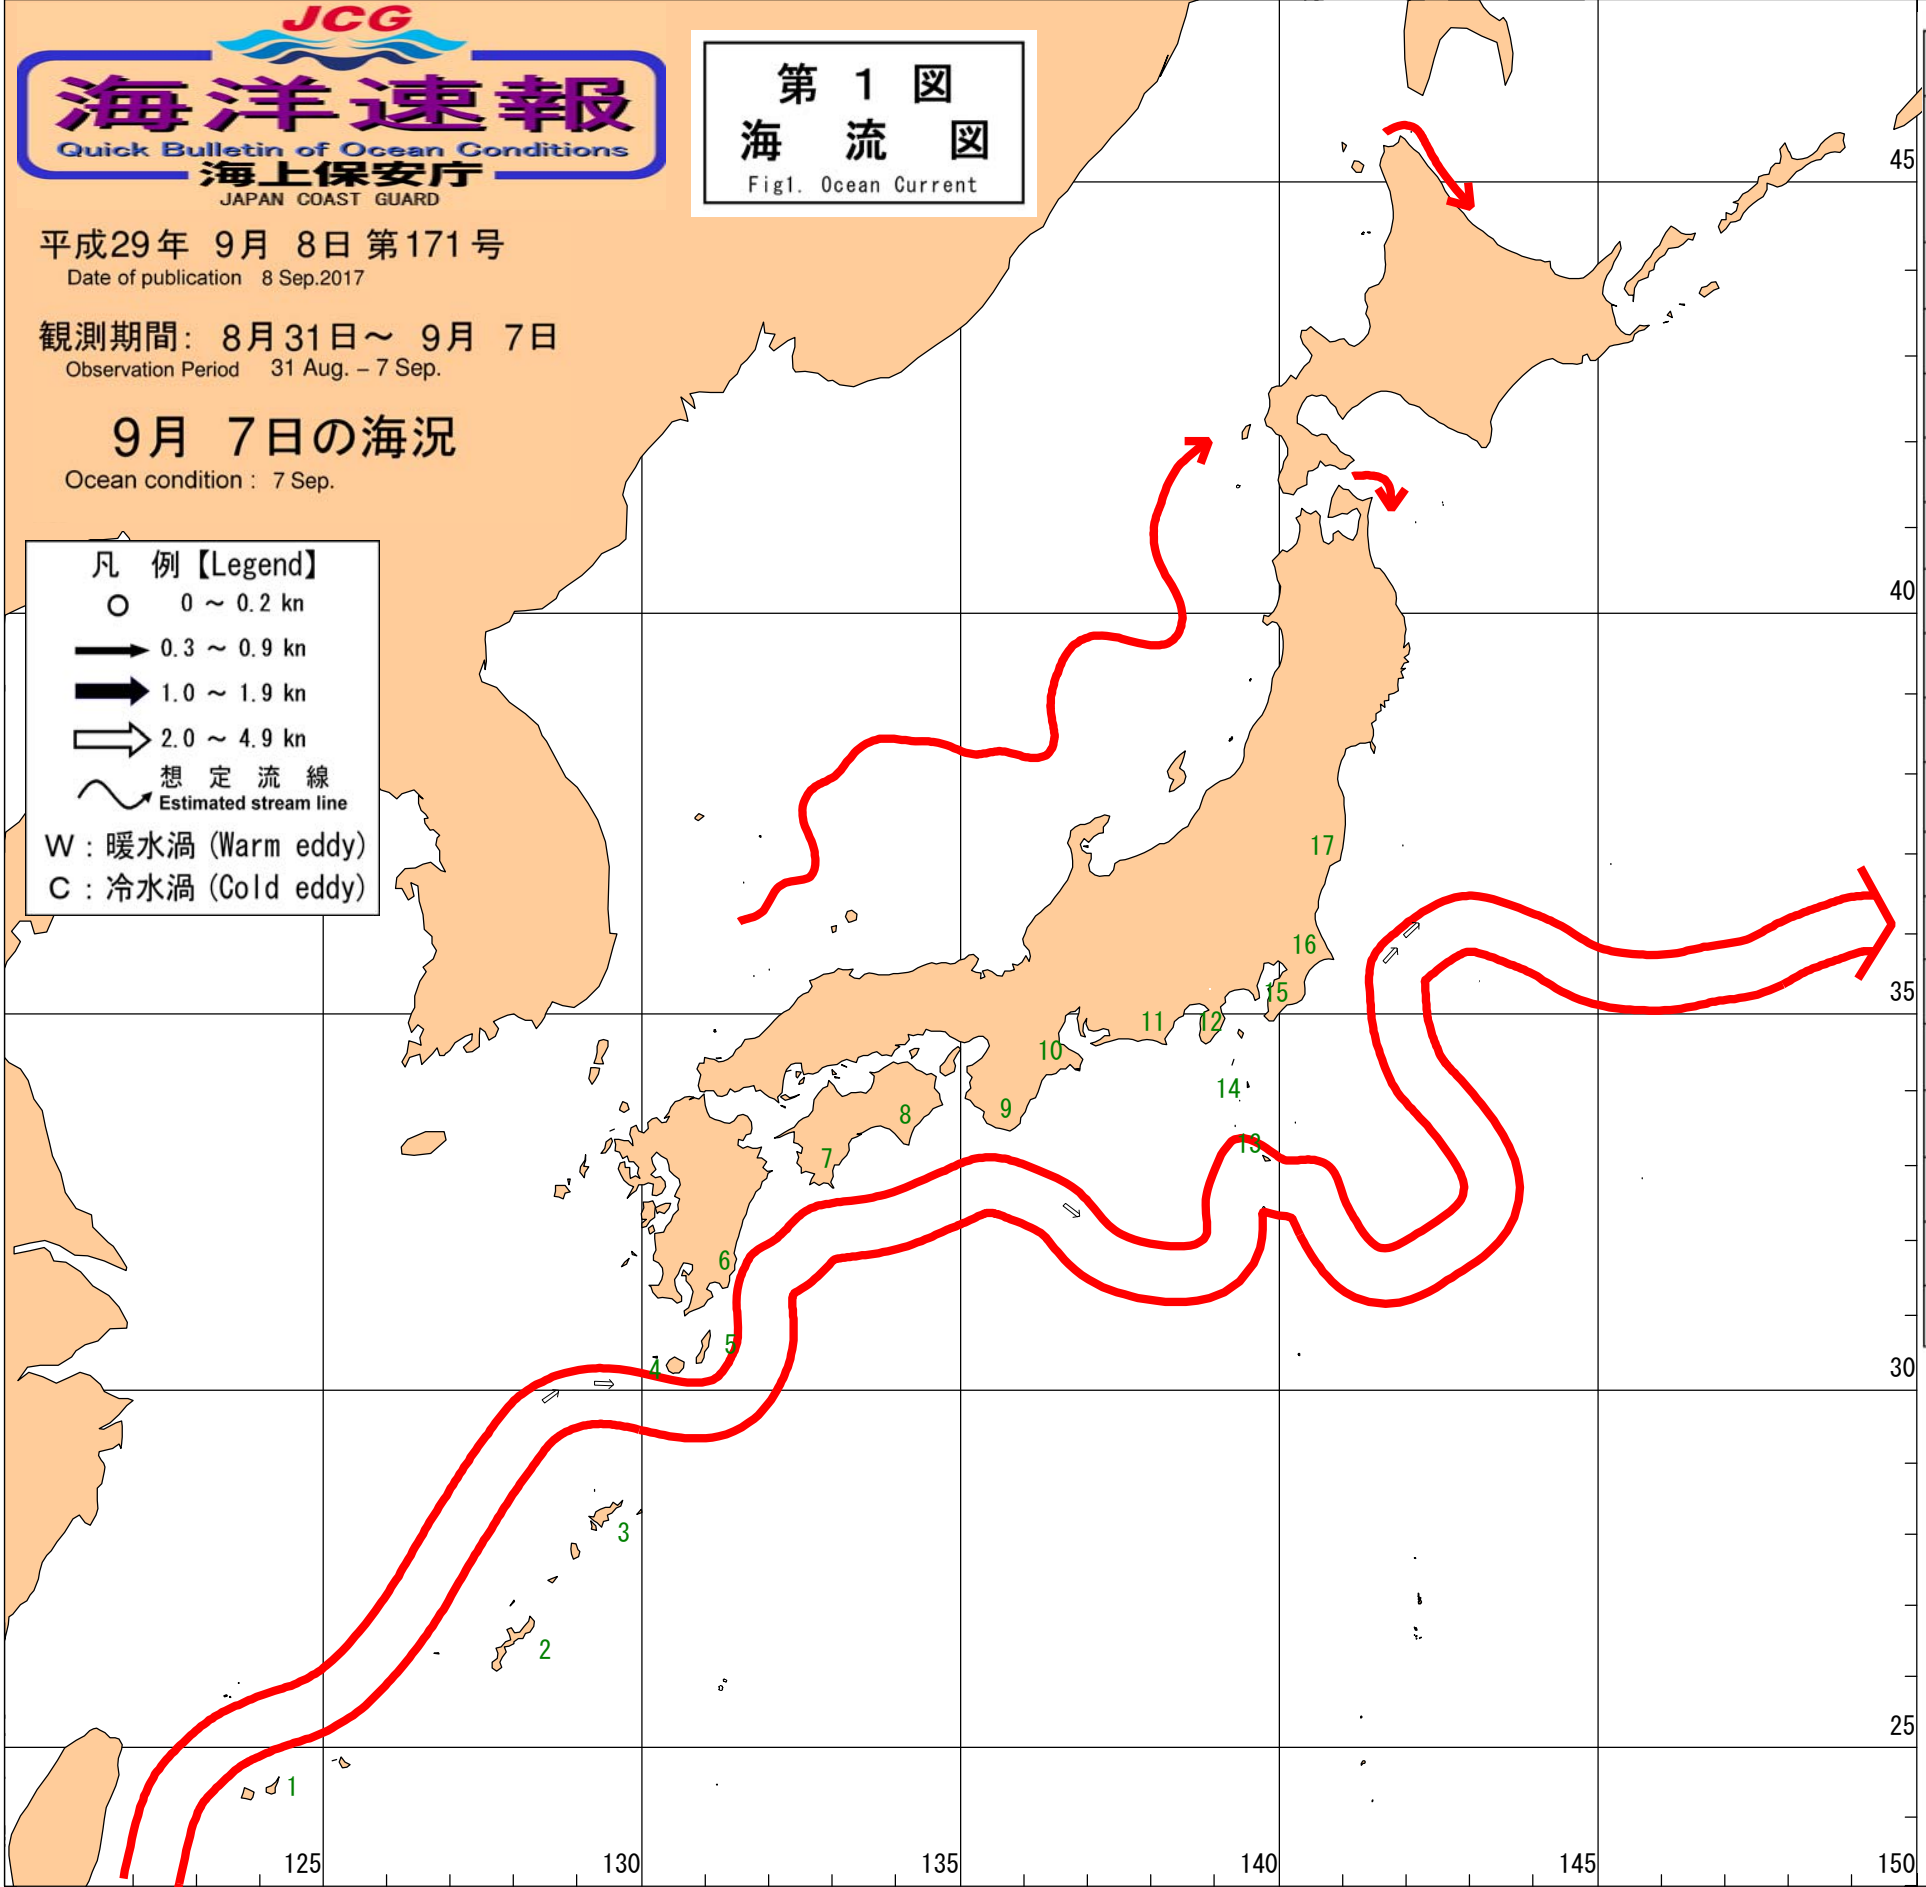 JCG
海洋速報
Quick Bulletin of Ocean Conditions
海上保安庁
JAPAN COAST GUARD
平成29年 9月 8日 第171号
Date of publication 8 Sep.2017
観測期間: 8月31日～ 9月 7日
Observation Period 31 Aug. – 7 Sep.
9月 7日の海況
Ocean condition : 7 Sep.
第 1 図
海 流 図
Fig1. Ocean Current
凡 例【Legend】
0 ～ 0.2 kn
0.3 ～ 0.9 kn
1.0 ～ 1.9 kn
2.0 ～ 4.9 kn
想 定 流 線
Estimated stream line
W : 暖水渦 (Warm eddy)
C : 冷水渦 (Cold eddy)
45
40
35
30
25
17
16
15
11
12
10
14
9
8
13
7
6
5
4
3
2
1
125
130
135
140
145
150